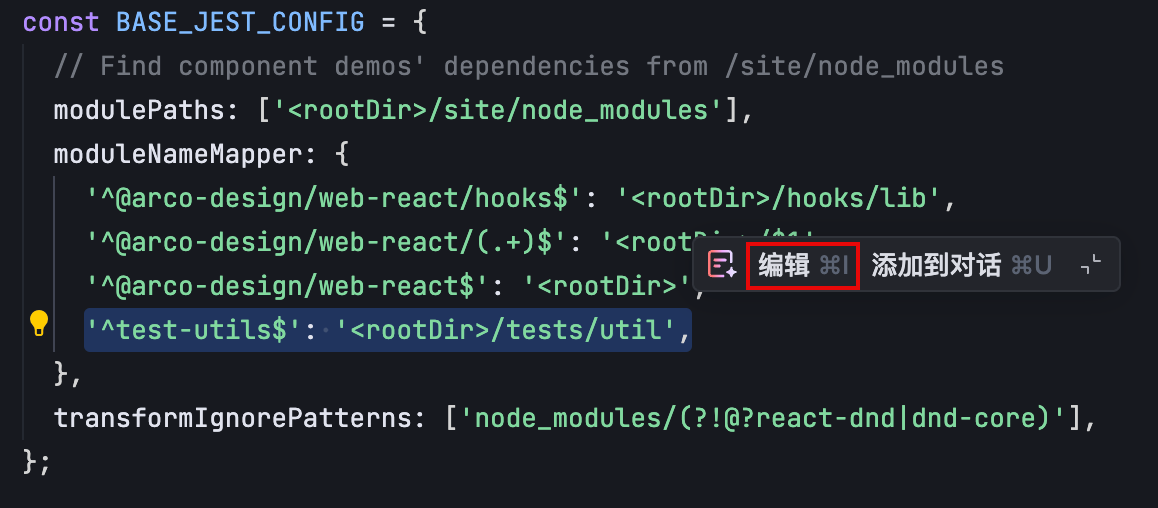 const BASE_JEST_CONFIG = {
// Find component demos' dependencies from /site/node_modules
modulePaths: ['<rootDir>/site/node_modules'],
moduleNameMapper: {
'^@arco-design/web-react/hooks$': '<rootDir>/hooks/lib',
'^@arco-design/web-react/(.+)$': '<root
编辑 ⌘I 添加到对话 ⌘U
'^@arco-design/web-react$': '<rootDir>',
'^test-utils$': '<rootDir>/tests/util',
},
transformIgnorePatterns: ['node_modules/(?!@?react-dnd|dnd-core)'],
};